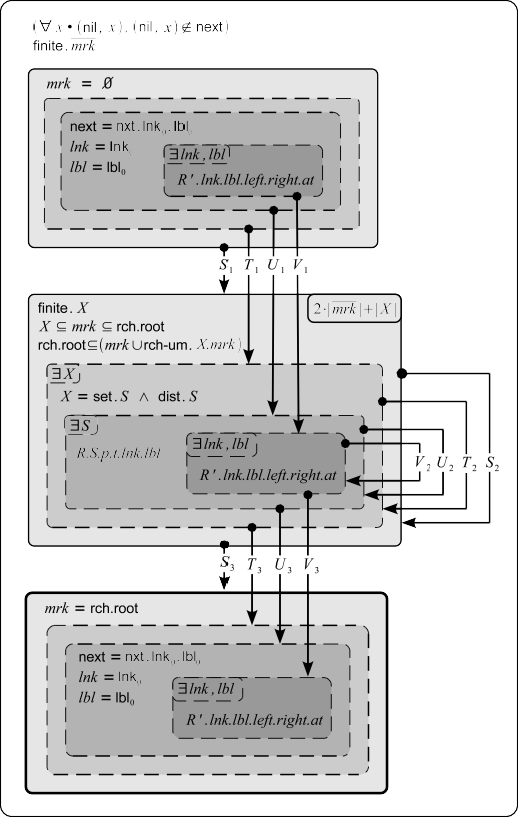 (∀ x • (nil, x). (nil, x) ∉ next)
finite. m̅r̅k̅
mrk = Ø
next = nxt.lnk₀.lbl
lnk = lnk
lbl = lbl₀
∃lnk,lbl
R'.lnk.lbl.left.right.at
S₁ T₁ U₁ V₁
finite. X
2·|m̅r̅k̅|+|X|
X ⊆ mrk ⊆ rch.root
rch.root⊆(mrk∪rch-um. X.mrk)
∃X
X = set. S ∧ dist. S
∃S
∃lnk,lbl
R.S.p.t.lnk.lbl
R'.lnk.lbl.left.right.at
V₂ U₂ T₂ S₂
S₃ T₃ U₃ V₃
mrk = rch.root
next = nxt.lnk₀.lbl₀
lnk = lnk₀
lbl = lbl₀
∃lnk,lbl
R'.lnk.lbl.left.right.at